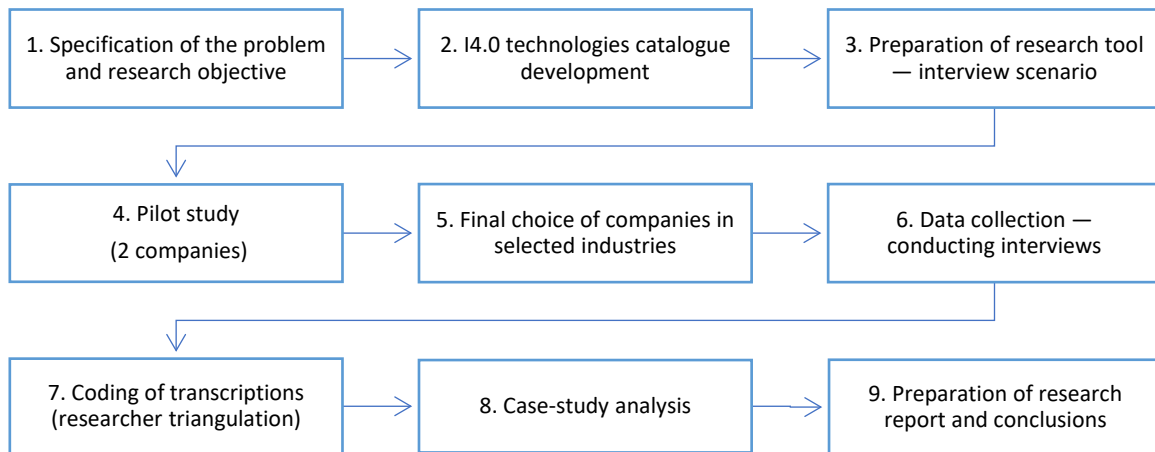 1. Specification of the problem
and research objective
2. I4.0 technologies catalogue
development
3. Preparation of research tool
— interview scenario
4. Pilot study
(2 companies)
5. Final choice of companies in
selected industries
6. Data collection —
conducting interviews
7. Coding of transcriptions
(researcher triangulation)
8. Case-study analysis
9. Preparation of research
report and conclusions